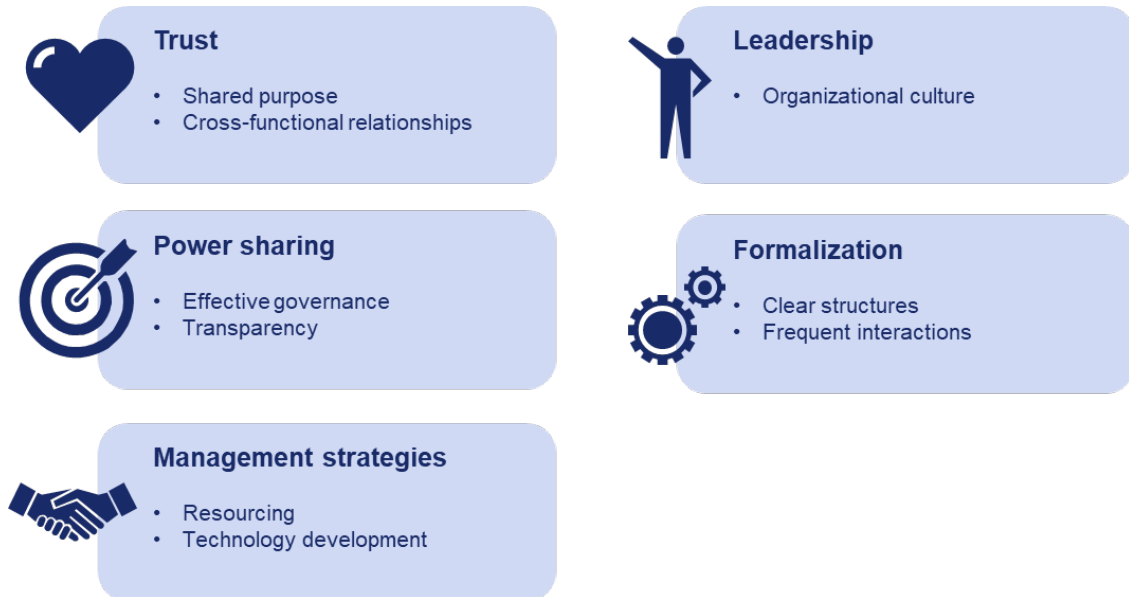 Trust
• Shared purpose
• Cross-functional relationships
Leadership
• Organizational culture
Power sharing
• Effective governance
• Transparency
Formalization
• Clear structures
• Frequent interactions
Management strategies
• Resourcing
• Technology development